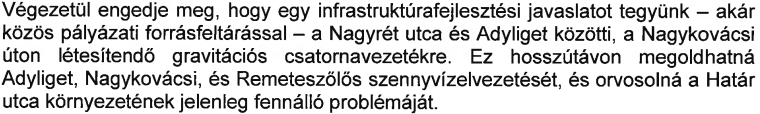 Végezetül engedje meg, hogy egy infrastruktúrafejlesztési javaslatot tegyünk – akár
közös pályázati forrásfeltárással – a Nagyrét utca és Adyliget közötti, a Nagykovácsi
úton létesítendő gravitációs csatornavezetékre. Ez hosszútávon megoldhatná
Adyliget, Nagykovácsi, és Remeteszőlős szennyvízelvezetését, és orvosolná a Határ
utca környezetének jelenleg fennálló problémáját.